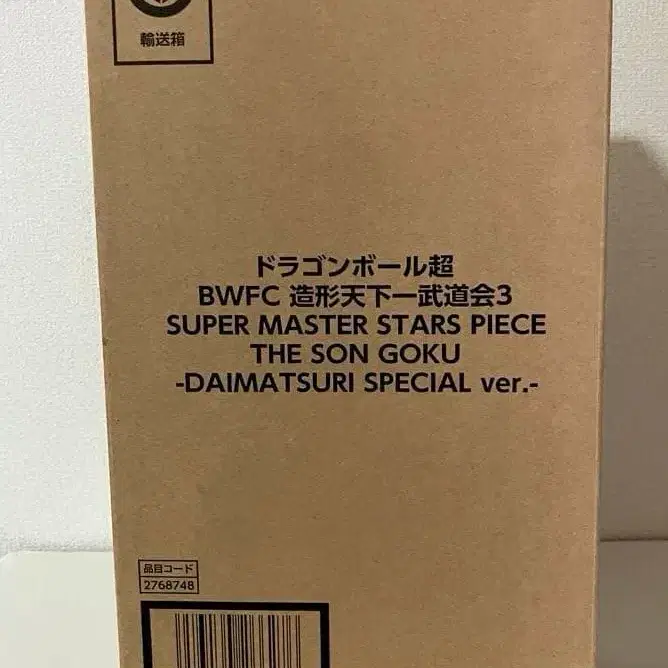 輸送箱
ドラゴンボール超
BWFC 造形天下一武道会3
SUPER MASTER STARS PIECE
THE SON GOKU
-DAIMATSURI SPECIAL ver.-
品目コード
2768748